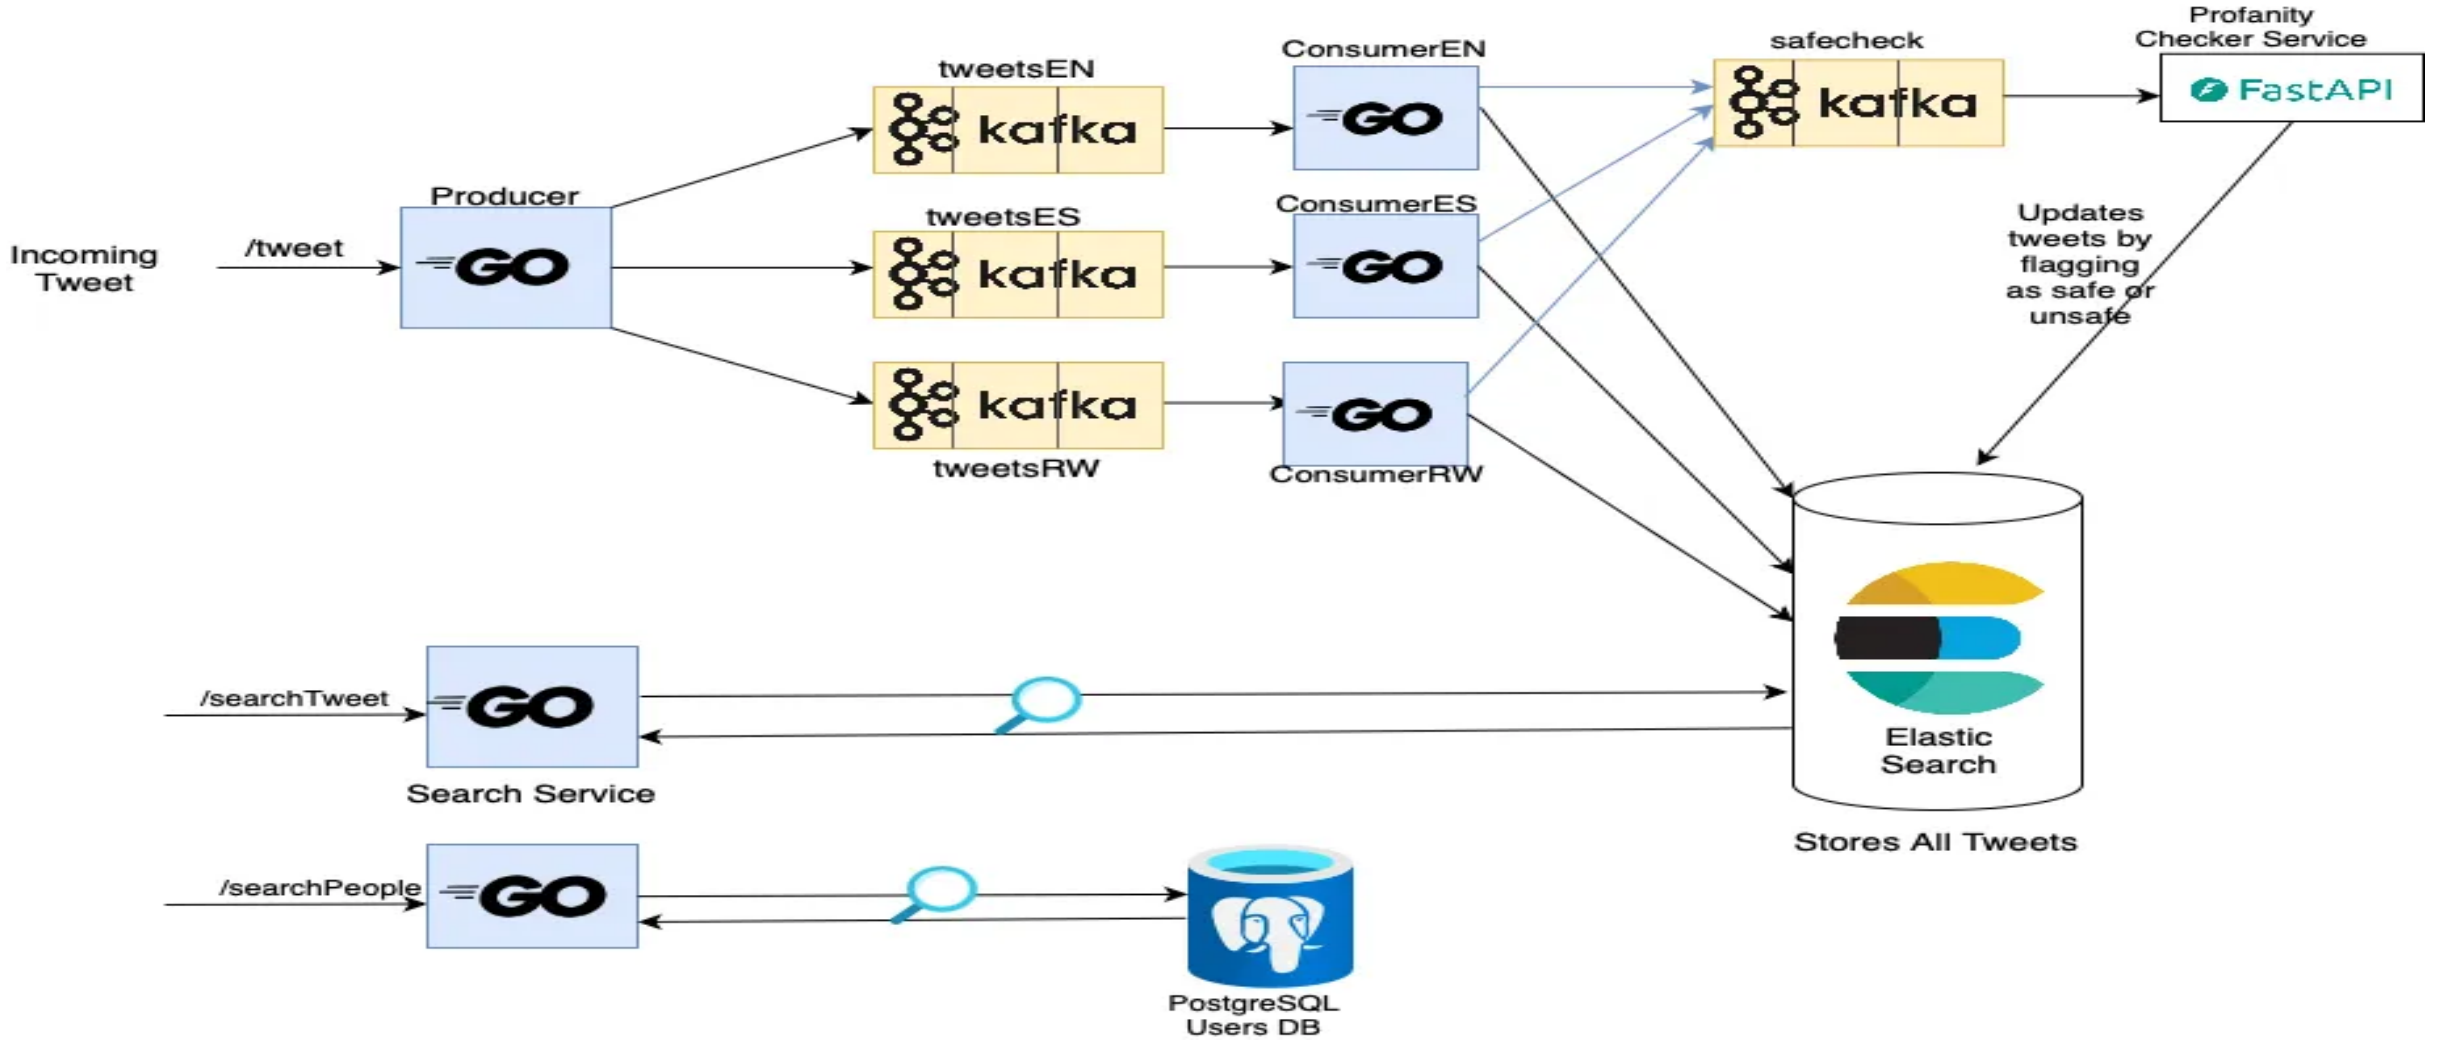 Profanity
Checker Service
FastAPI
safecheck
kafka
ConsumerEN
GO
tweetsEN
kafka
Producer
GO
Incoming
Tweet
/tweet
tweetsES
kafka
ConsumerES
GO
Updates
tweets by
flagging
as safe or
unsafe
kafka
tweetsRW
GO
ConsumerRW
/searchTweet
GO
Search Service
Elastic
Search
Stores All Tweets
/searchPeople
GO
PostgreSQL
Users DB